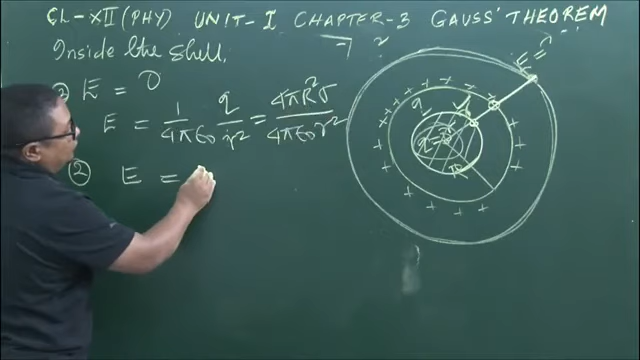 CL-XII (PHY) UNIT-I CHAPTER-3 GAUSS' THEOREM
Inside the shell,
E = 0
E = 1/4πε₀ q/r² = 4πR²σ/4πε₀r²
② E =
E = ?
q
r
q=
R